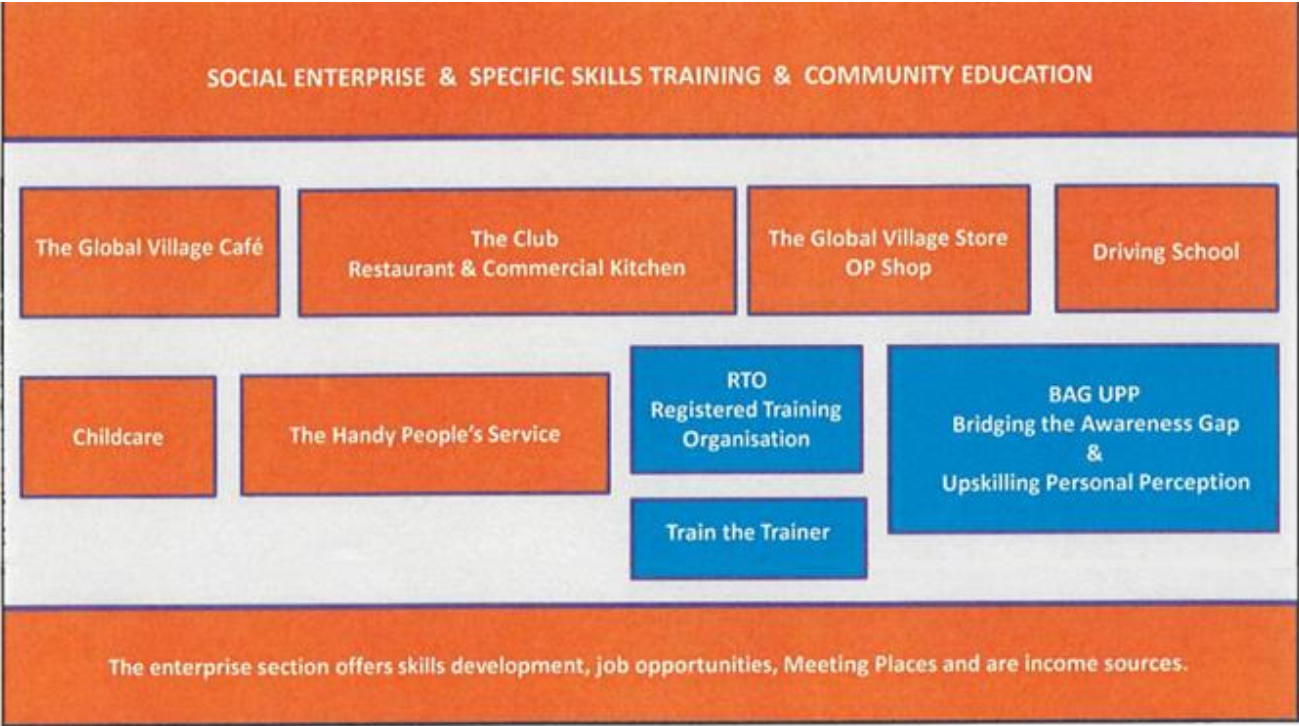 SOCIAL ENTERPRISE & SPECIFIC SKILLS TRAINING & COMMUNITY EDUCATION
The Global Village Café
The Club
Restaurant & Commercial Kitchen
The Global Village Store
OP Shop
Driving School
Childcare
The Handy People's Service
RTO
Registered Training
Organisation
Train the Trainer
BAG UPP
Bridging the Awareness Gap
&
Upskilling Personal Perception
The enterprise section offers skills development, job opportunities, Meeting Places and are income sources.